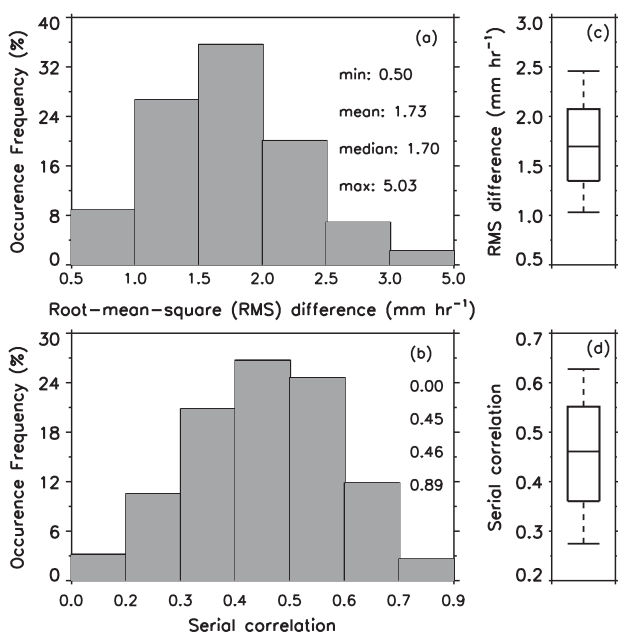 40
32
24
16
8
0
Occurence Frequency (%)
(a)
min: 0.50
mean: 1.73
median: 1.70
max: 5.03
0.5 1.0 1.5 2.0 2.5 3.0 5.0
Root-mean-square (RMS) difference (mm hr⁻¹)
3.0
2.5
2.0
1.5
1.0
0.5
RMS difference (mm hr⁻¹)
(c)
30
24
18
12
6
0
Occurence Frequency (%)
(b)
0.00
0.45
0.46
0.89
0.0 0.2 0.3 0.4 0.5 0.6 0.7 0.9
Serial correlation
0.7
0.6
0.5
0.4
0.3
0.2
Serial correlation
(d)